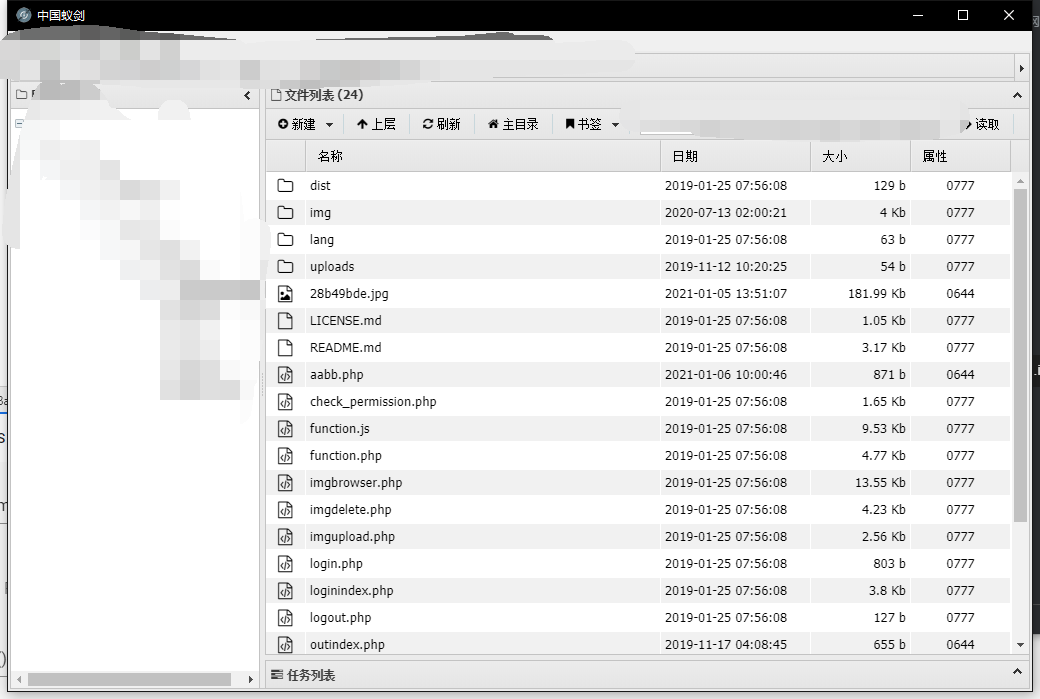 中国蚁剑
文件列表 (24)
新建 上层 刷新 主目录 书签 读取
名称 日期 大小 属性
dist 2019-01-25 07:56:08 129 b 0777
img 2020-07-13 02:00:21 4 Kb 0777
lang 2019-01-25 07:56:08 63 b 0777
uploads 2019-11-12 10:20:25 54 b 0777
28b49bde.jpg 2021-01-05 13:51:07 181.99 Kb 0644
LICENSE.md 2019-01-25 07:56:08 1.05 Kb 0777
README.md 2019-01-25 07:56:08 3.17 Kb 0777
aabb.php 2021-01-06 10:00:46 871 b 0644
check_permission.php 2019-01-25 07:56:08 1.65 Kb 0777
function.js 2019-01-25 07:56:08 9.53 Kb 0777
function.php 2019-01-25 07:56:08 4.77 Kb 0777
imgbrowser.php 2019-01-25 07:56:08 13.55 Kb 0777
imgdelete.php 2019-01-25 07:56:08 4.23 Kb 0777
imgupload.php 2019-01-25 07:56:08 2.56 Kb 0777
login.php 2019-01-25 07:56:08 803 b 0777
loginindex.php 2019-01-25 07:56:08 3.8 Kb 0777
logout.php 2019-01-25 07:56:08 127 b 0777
outindex.php 2019-11-17 04:08:45 655 b 0644
任务列表